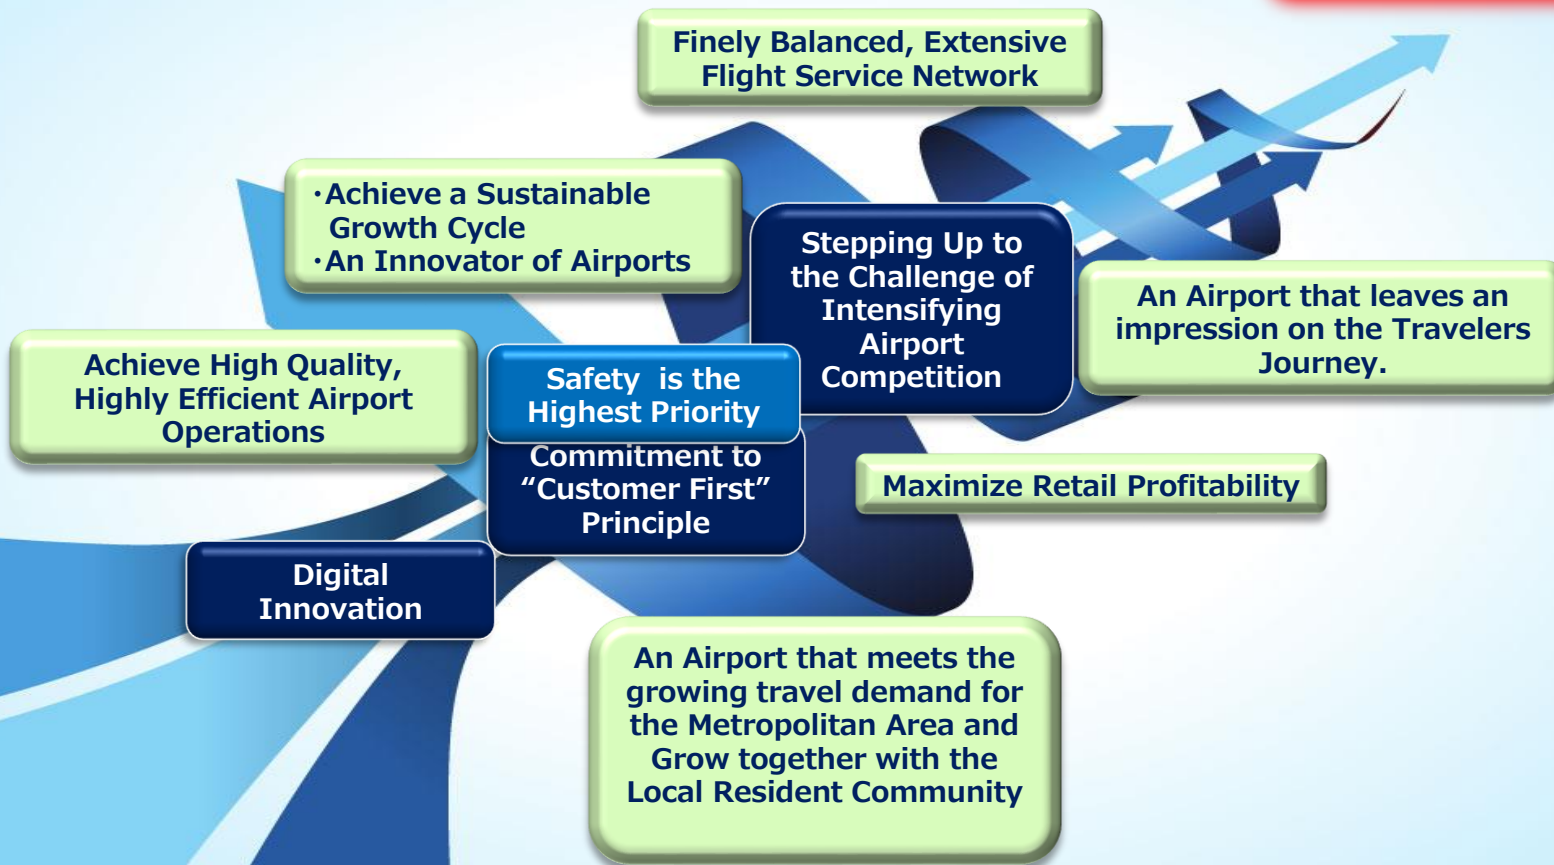 Finely Balanced, Extensive
Flight Service Network
・Achieve a Sustainable
Growth Cycle
・An Innovator of Airports
Stepping Up to
the Challenge of
Intensifying
Airport
Competition
An Airport that leaves an
impression on the Travelers
Journey.
Achieve High Quality,
Highly Efficient Airport
Operations
Safety is the
Highest Priority
Commitment to
“Customer First”
Principle
Maximize Retail Profitability
Digital
Innovation
An Airport that meets the
growing travel demand for
the Metropolitan Area and
Grow together with the
Local Resident Community